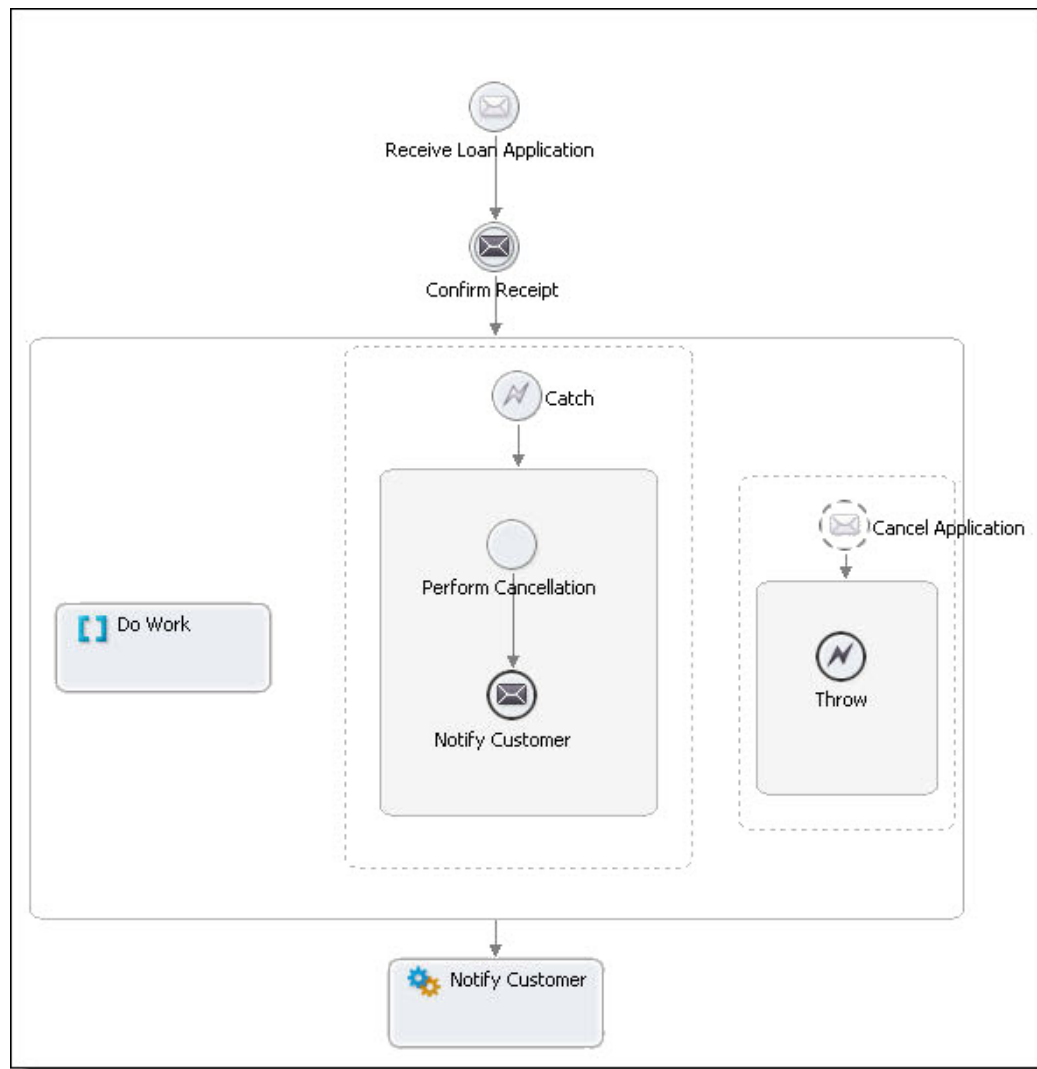 Receive Loan Application
Confirm Receipt
Catch
Cancel Application
Perform Cancellation
Do Work
Throw
Notify Customer
Notify Customer